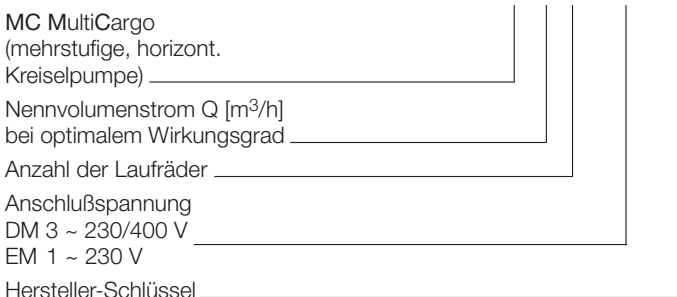 MC MultiCargo
(mehrstufige, horizont.
Kreiselpumpe)
Nennvolumenstrom Q [m³/h]
bei optimalem Wirkungsgrad
Anzahl der Laufräder
Anschlußspannung
DM 3 ~ 230/400 V
EM 1 ~ 230 V
Hersteller-Schlüssel